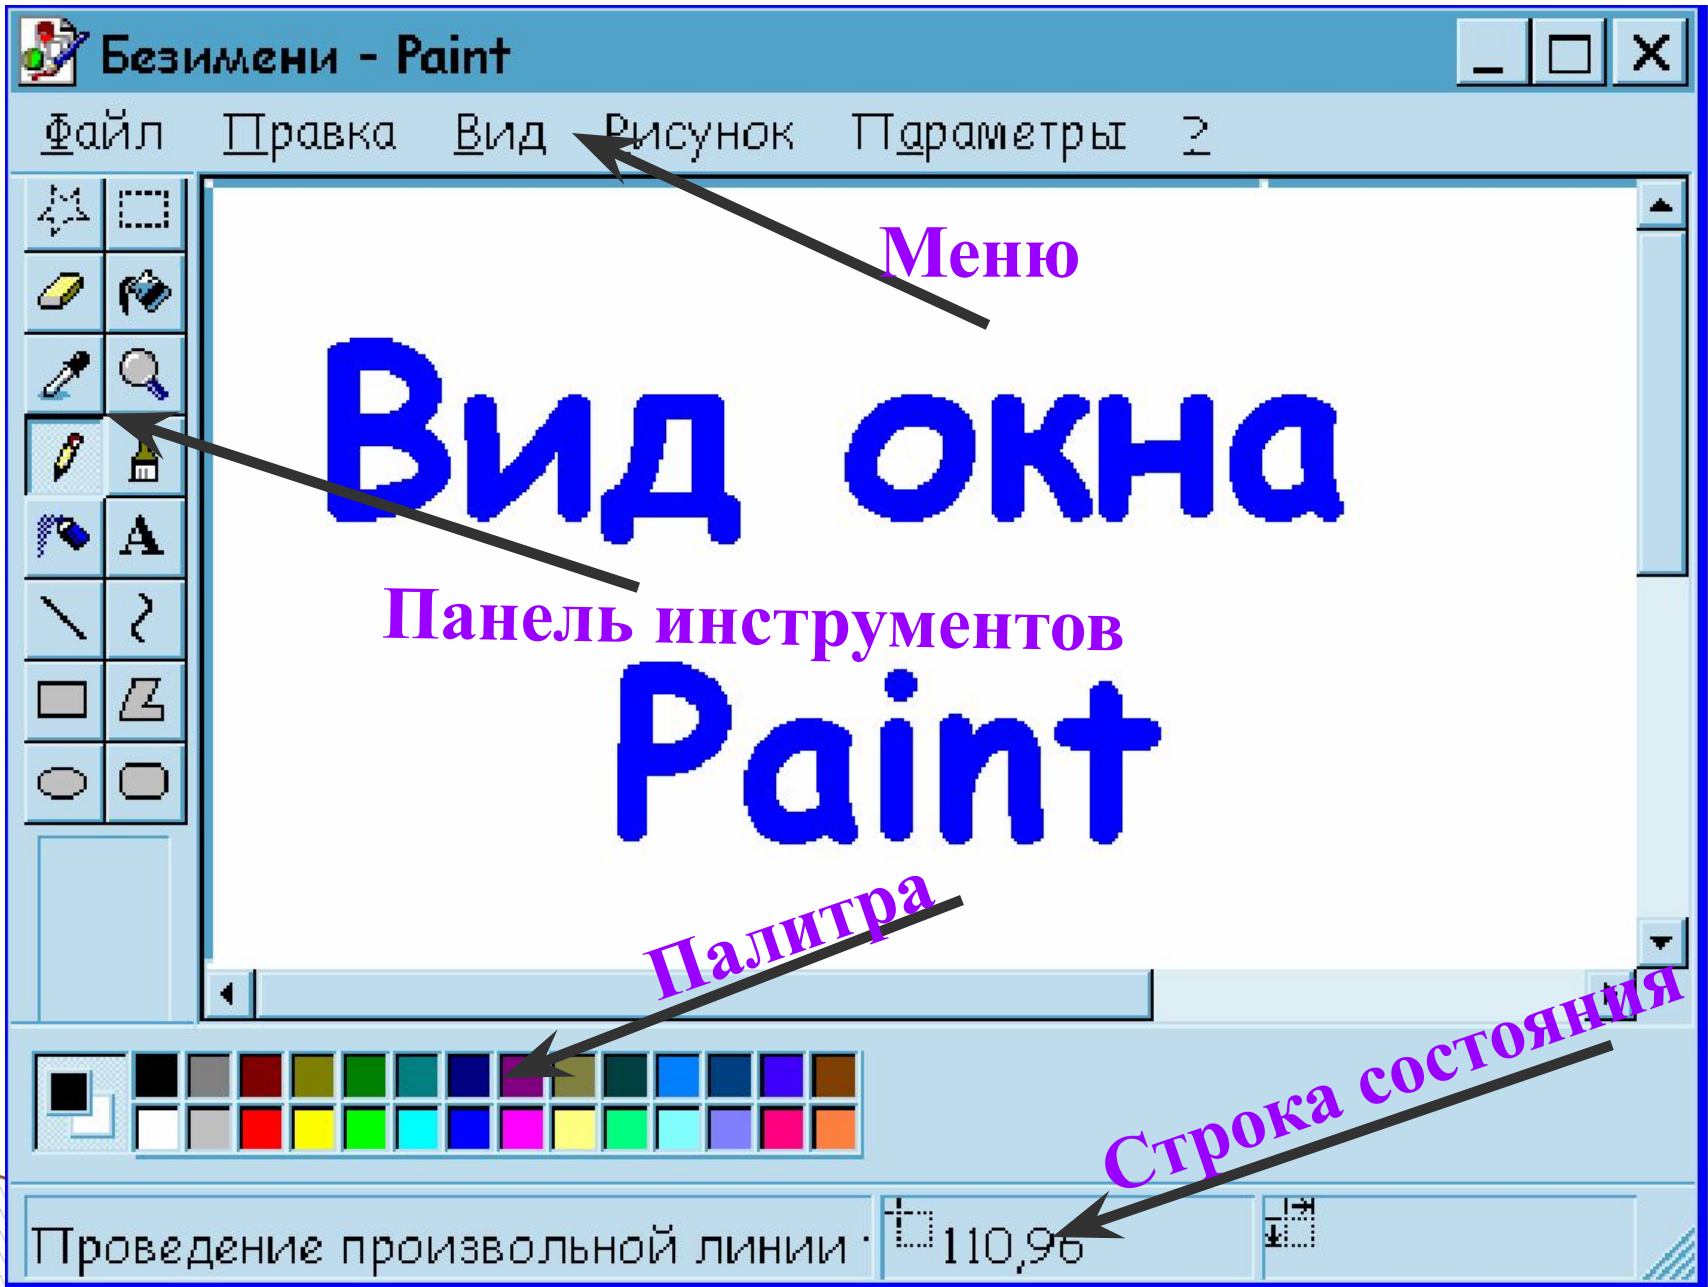 Безимени - Paint
Файл Правка Вид Рисунок Параметры ?
Меню
Вид окна
Панель инструментов
Paint
Палитра
Строка состояния
A
Проведение произвольной линии
110,96